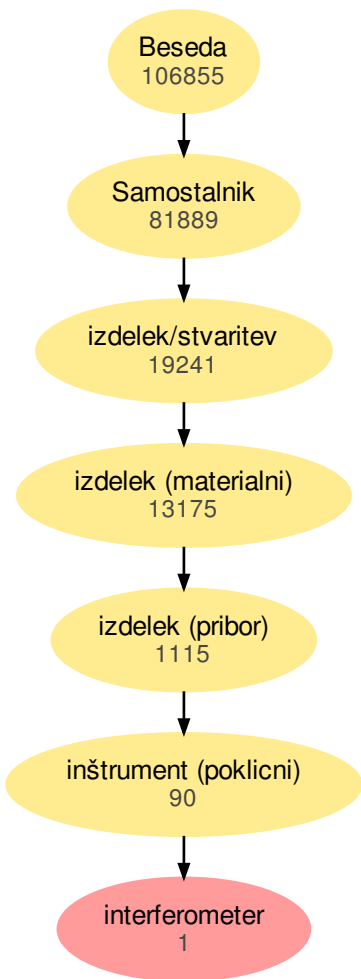 Beseda
106855
Samostalnik
81889
izdelek/stvaritev
19241
izdelek (materialni)
13175
izdelek (pribor)
1115
inštrument (poklicni)
90
interferometer
1